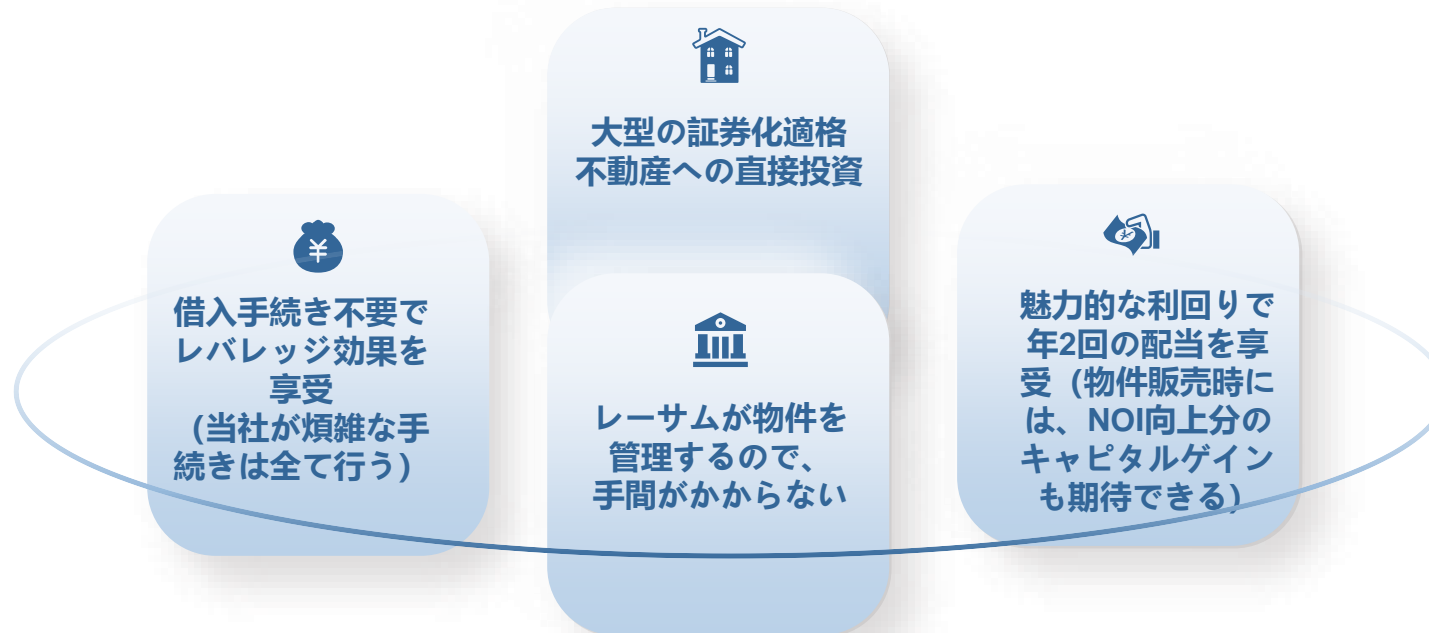 大型の証券化適格
不動産への直接投資
借入手続き不要で
レバレッジ効果を
享受
（当社が煩雑な手
続きは全て行う）
レーサムが物件を
管理するので、
手間がかからない
魅力的な利回りで
年2回の配当を享
受（物件販売時に
は、NOI向上分の
キャピタルゲイン
も期待できる）